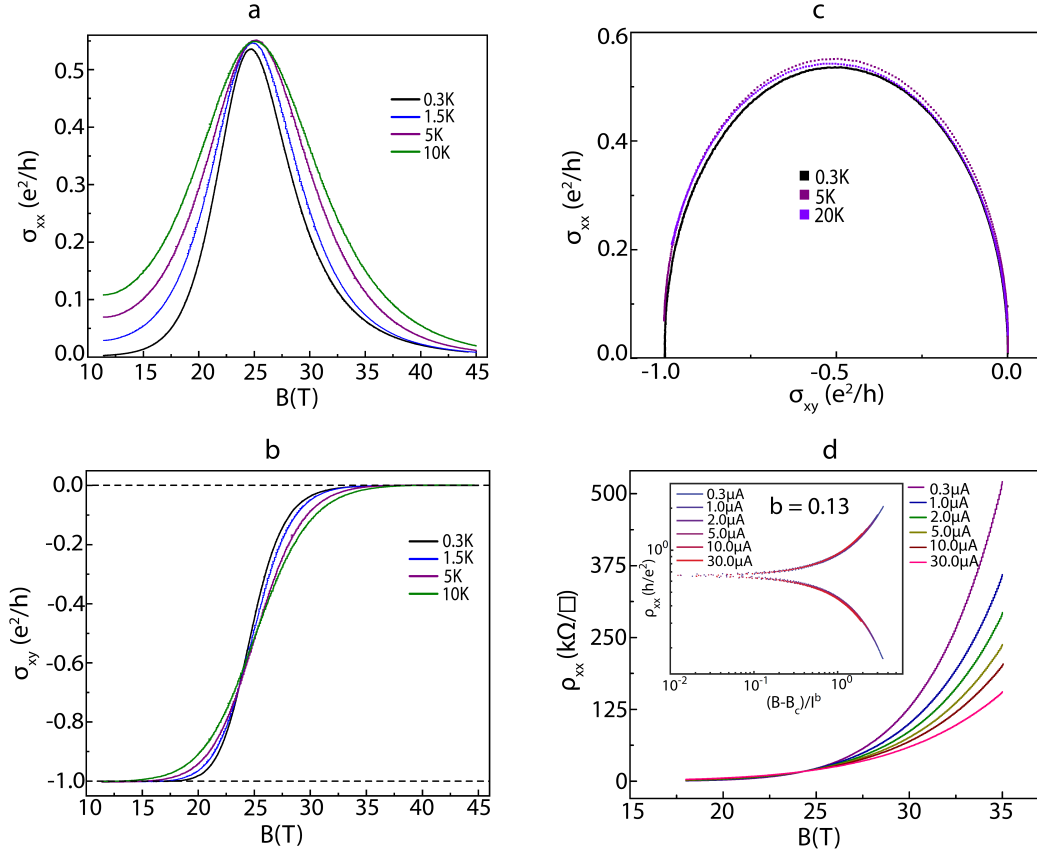 a
0.5
0.4
0.3
0.2
0.1
0.0
σxx (e²/h)
0.3K
1.5K
5K
10K
10 15 20 25 30 35 40 45
B(T)
c
0.6
0.4
0.2
0.0
σxx (e²/h)
0.3K
5K
20K
-1.0 -0.5 0.0
σxy (e²/h)
b
0.0
-0.2
-0.4
-0.6
-0.8
-1.0
σxy (e²/h)
0.3K
1.5K
5K
10K
10 15 20 25 30 35 40 45
B(T)
d
500
375
250
125
0
ρxx (kΩ/□)
0.3μA
1.0μA
2.0μA
5.0μA
10.0μA
30.0μA
b = 0.13
10⁰
ρxx (h/e²)
10⁻² 10⁻¹ 10⁰
(B-Bc)/Iᵇ
0.3μA
1.0μA
2.0μA
5.0μA
10.0μA
30.0μA
15 20 25 30 35
B(T)